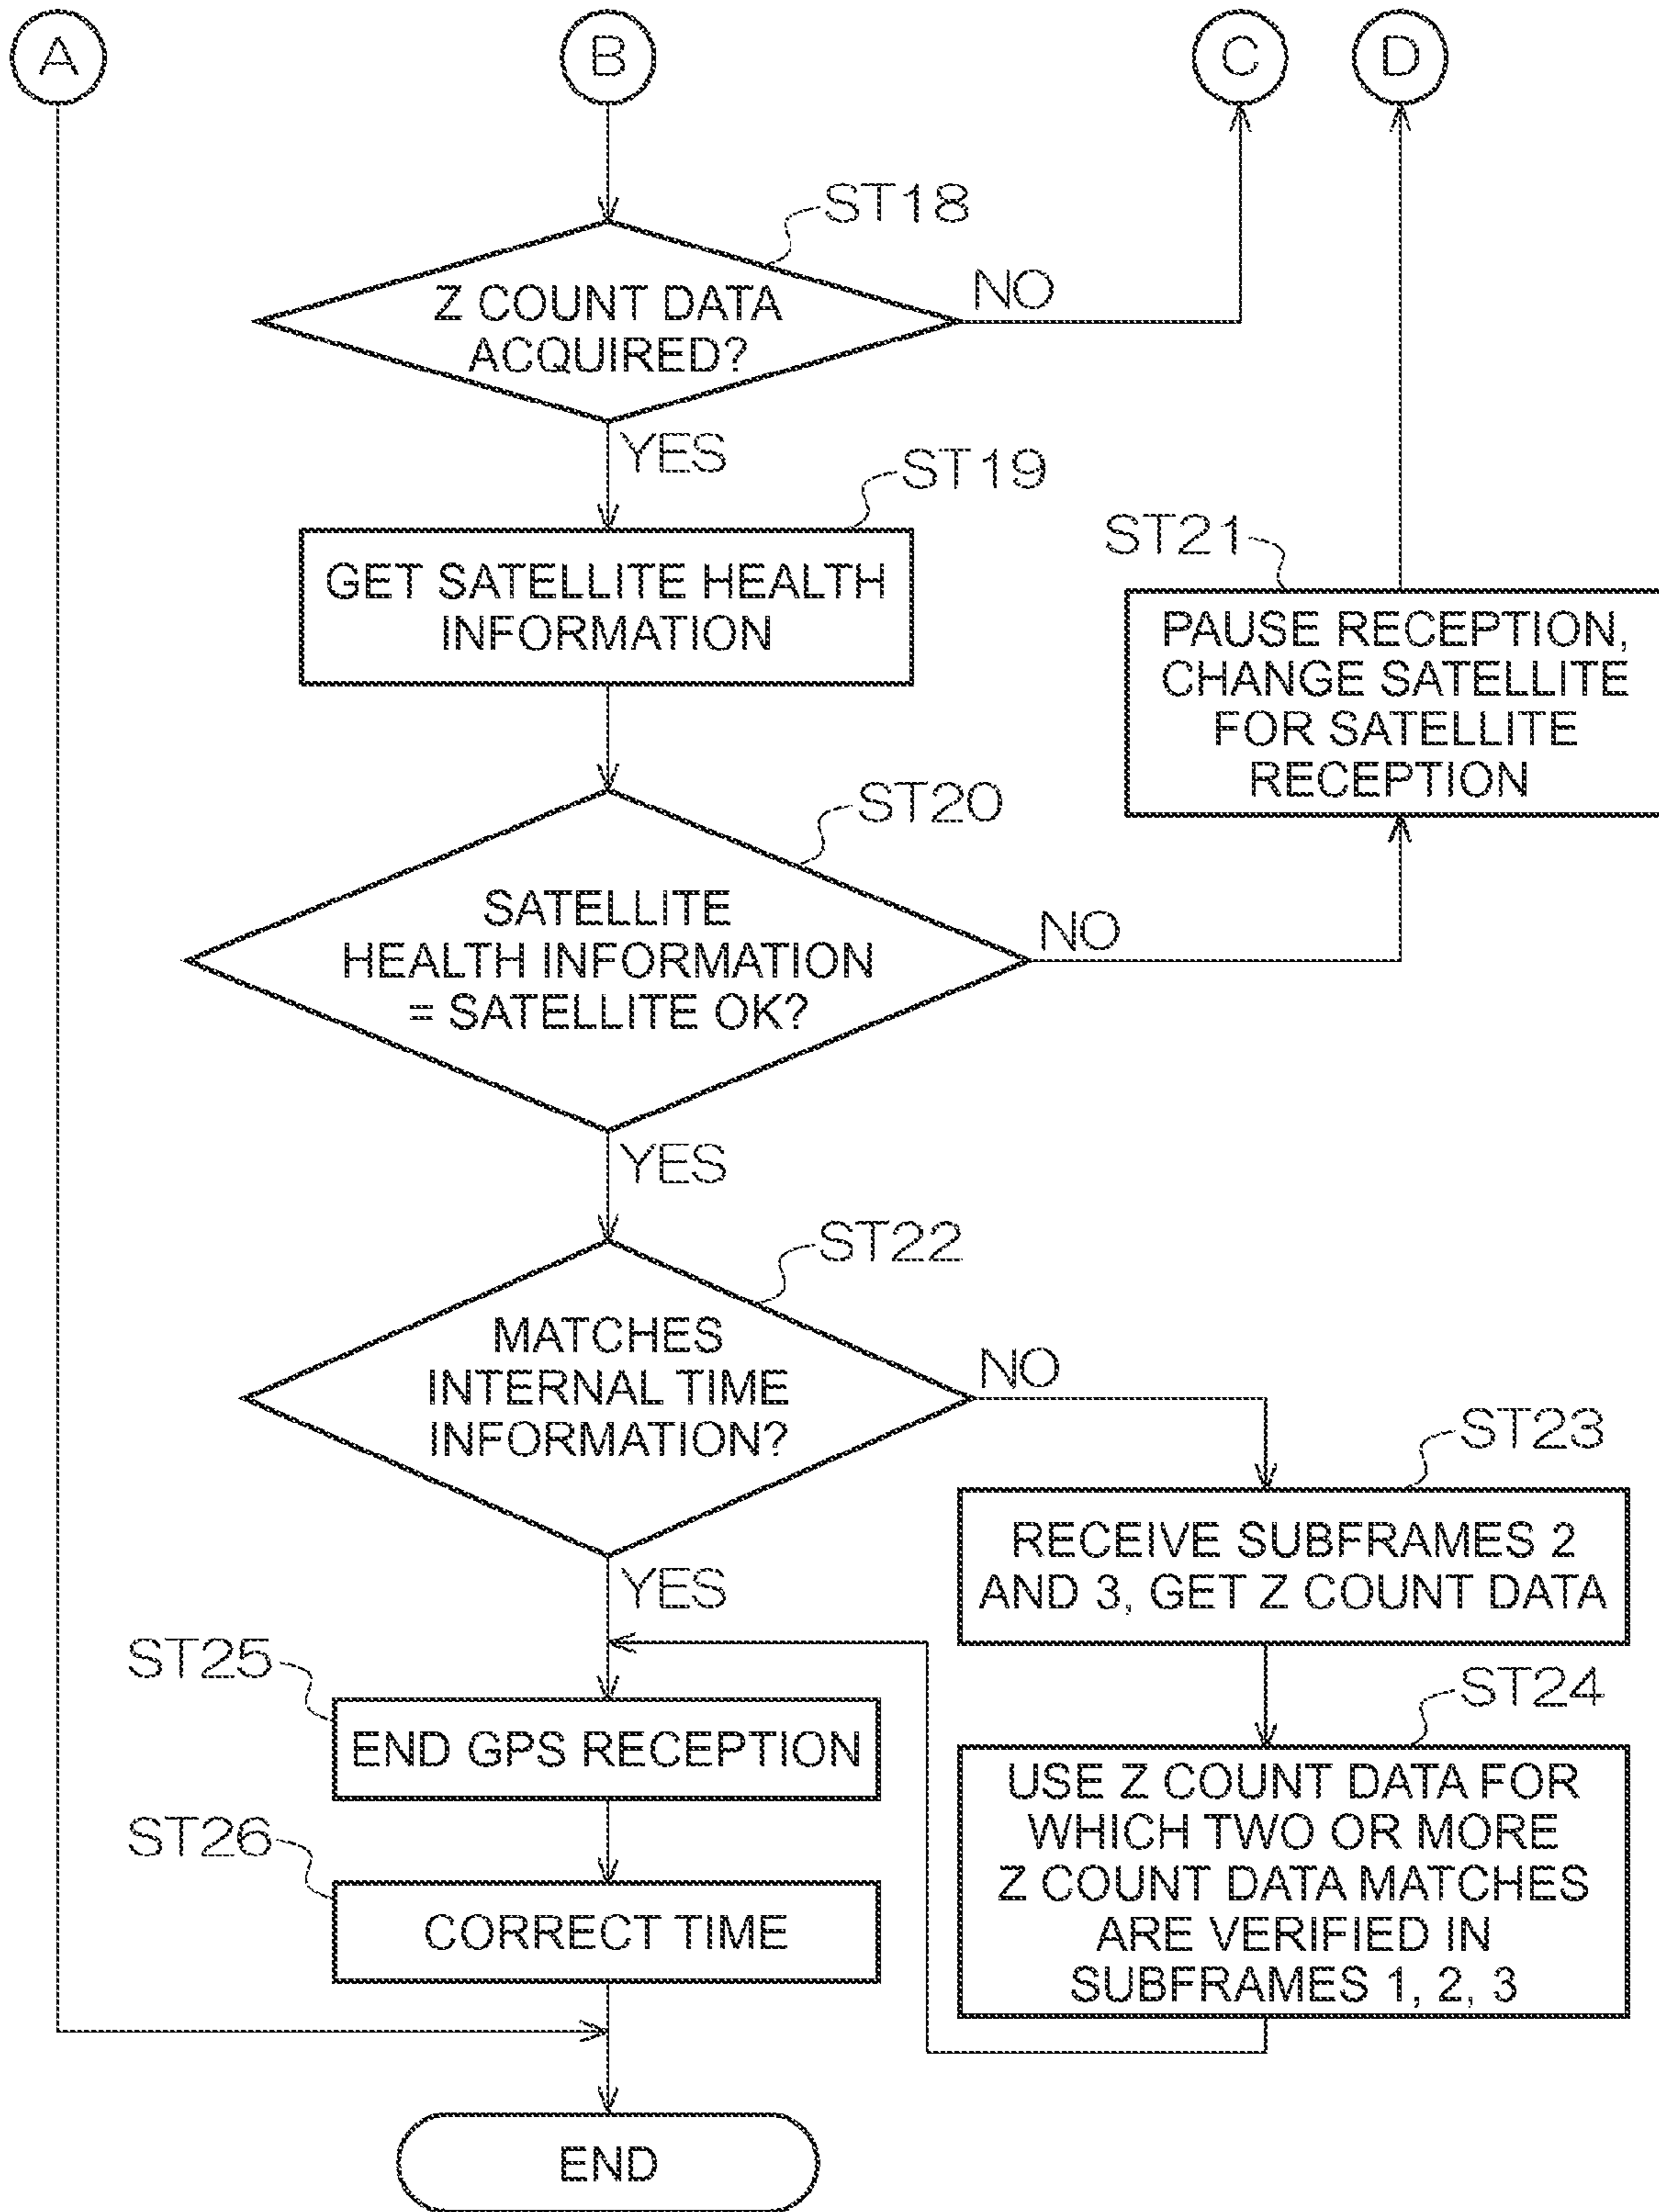 A
B
C
D
ST18
Z COUNT DATA
ACQUIRED?
NO
YES
ST19
GET SATELLITE HEALTH
INFORMATION
ST21
PAUSE RECEPTION,
CHANGE SATELLITE
FOR SATELLITE
RECEPTION
ST20
SATELLITE
HEALTH INFORMATION
= SATELLITE OK?
NO
YES
ST22
MATCHES
INTERNAL TIME
INFORMATION?
NO
YES
ST23
RECEIVE SUBFRAMES 2
AND 3, GET Z COUNT DATA
ST24
USE Z COUNT DATA FOR
WHICH TWO OR MORE
Z COUNT DATA MATCHES
ARE VERIFIED IN
SUBFRAMES 1, 2, 3
ST25
END GPS RECEPTION
ST26
CORRECT TIME
END